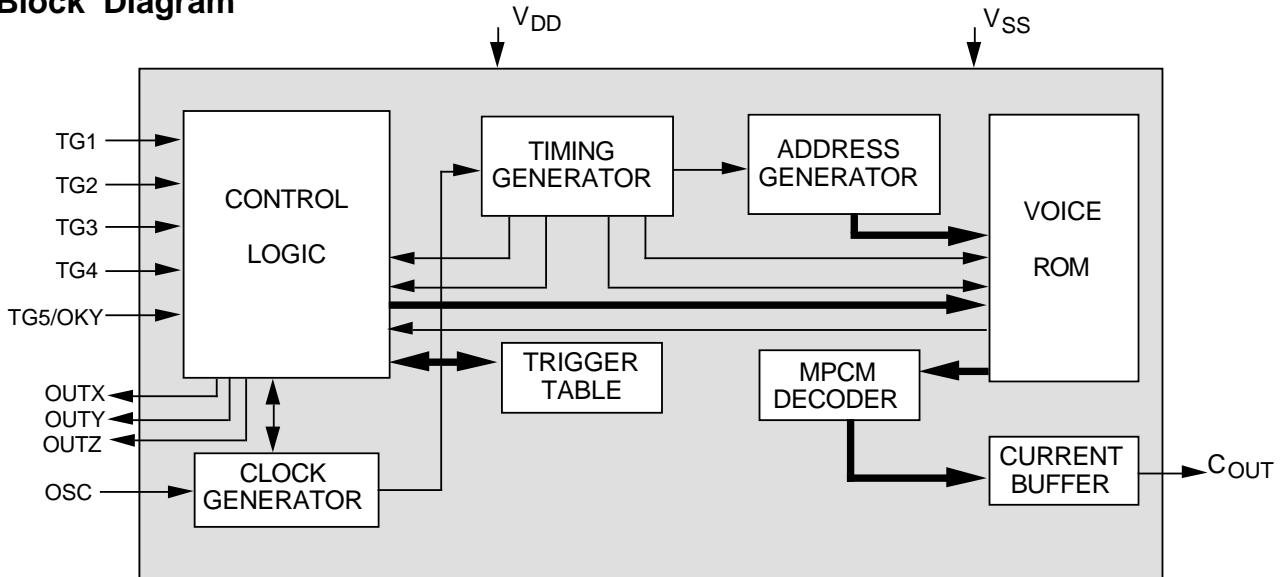 Block Diagram
VDD
VSS
TG1
TG2
TG3
TG4
TG5/OKY
OUTX
OUTY
OUTZ
OSC
CONTROL
LOGIC
TIMING
GENERATOR
ADDRESS
GENERATOR
VOICE
ROM
TRIGGER
TABLE
MPCM
DECODER
CLOCK
GENERATOR
CURRENT
BUFFER
COUT